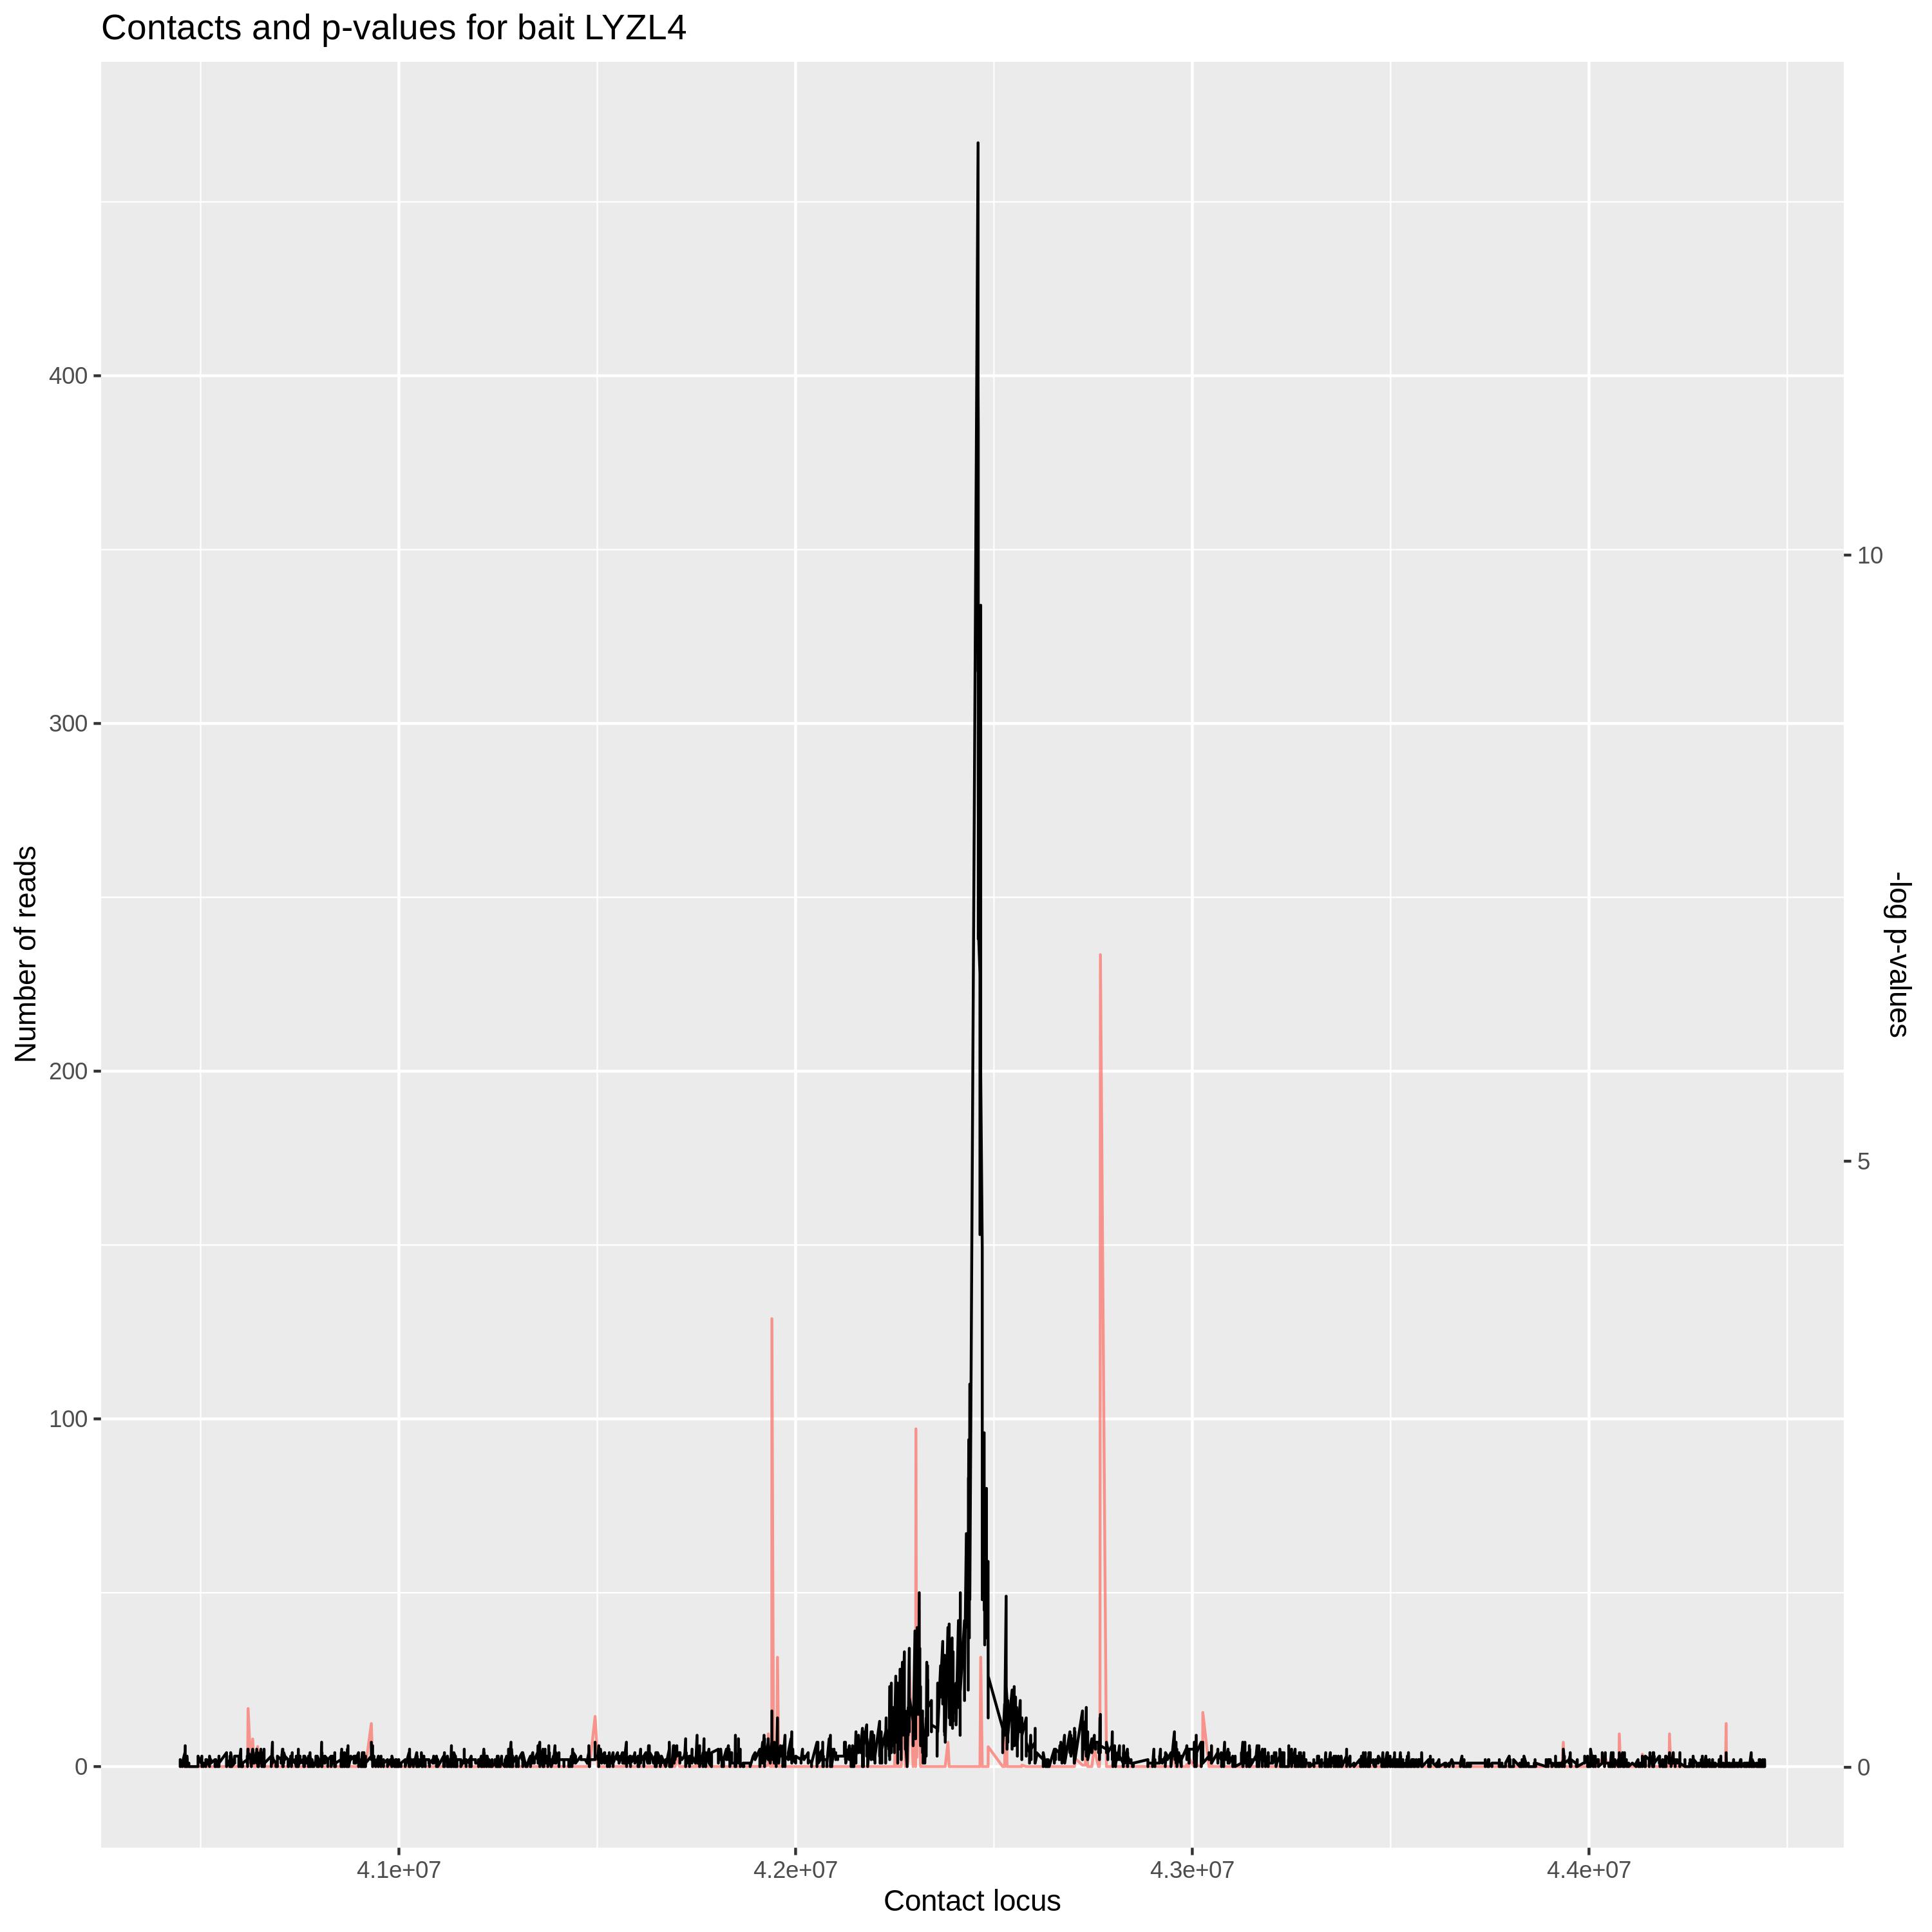 Contacts and p-values for bait LYZL4
Number of reads
400
300
200
100
0
10
5
0
-log p-values
4.1e+07 4.2e+07 4.3e+07 4.4e+07
Contact locus